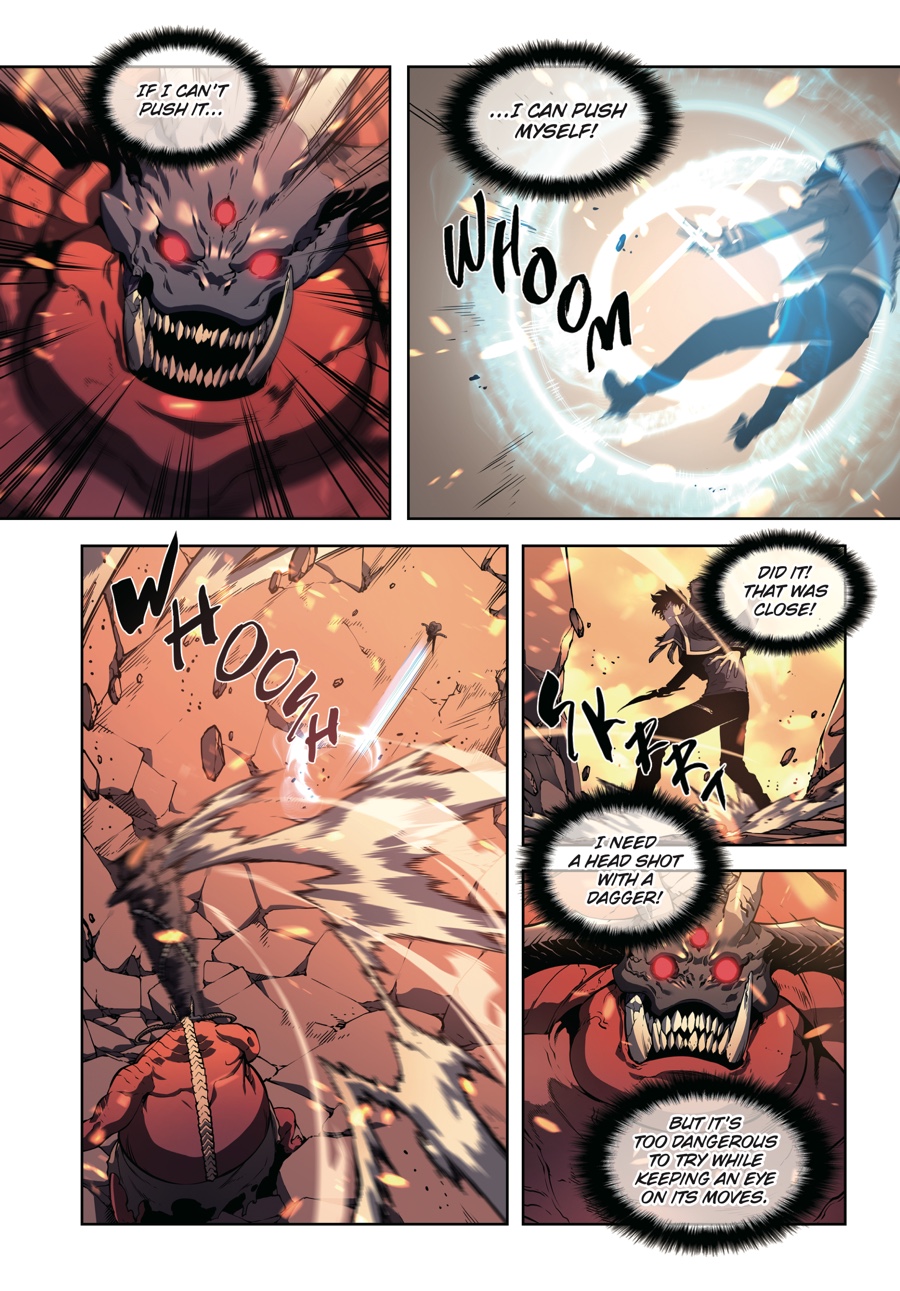 IF I CAN'T
PUSH IT...
...I CAN PUSH
MYSELF!
WHOOM
WHOOSH
DID IT!
THAT WAS
CLOSE!
SKRRT
I NEED
A HEAD SHOT
WITH A
DAGGER!
BUT IT'S
TOO DANGEROUS
TO TRY WHILE
KEEPING AN EYE
ON ITS MOVES.